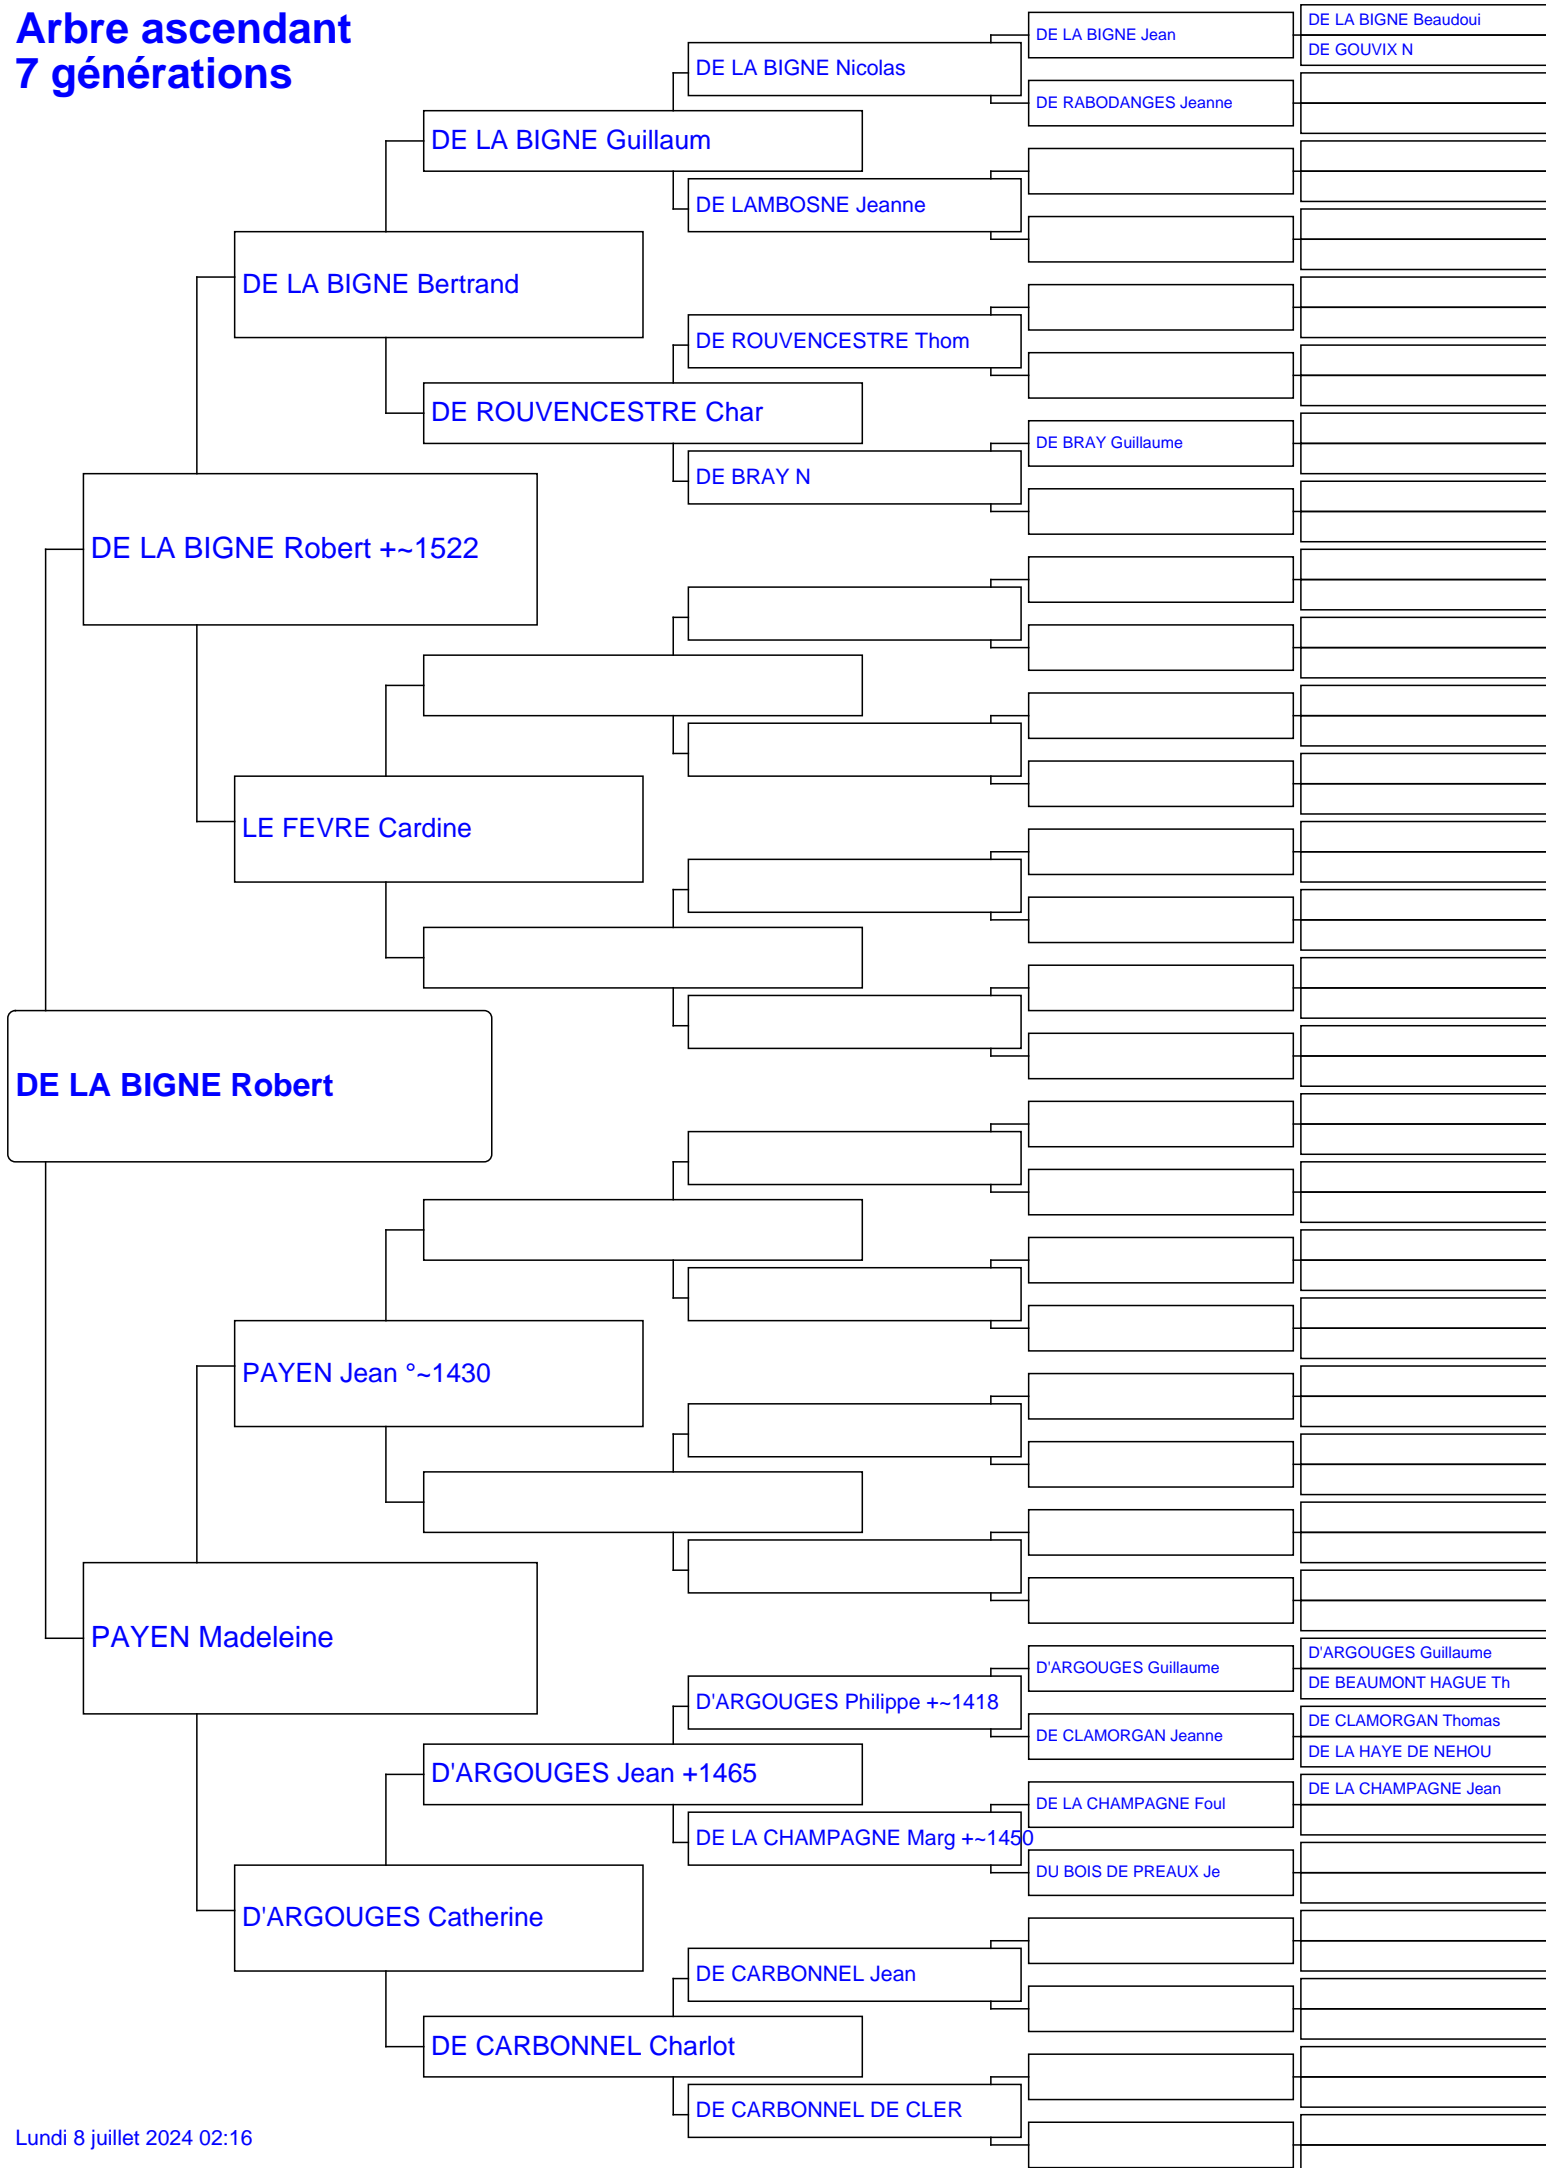 Arbre ascendant
7 générations
DE LA BIGNE Beaudoui
DE LA BIGNE Jean
DE GOUVIX N
DE LA BIGNE Nicolas
DE RABODANGES Jeanne
DE LA BIGNE Guillaum
DE LAMBOSNE Jeanne
DE LA BIGNE Bertrand
DE ROUVENCESTRE Thom
DE ROUVENCESTRE Char
DE BRAY Guillaume
DE BRAY N
DE LA BIGNE Robert +~1522
LE FEVRE Cardine
DE LA BIGNE Robert
PAYEN Jean °~1430
PAYEN Madeleine
D'ARGOUGES Guillaume
D'ARGOUGES Guillaume
DE BEAUMONT HAGUE Th
D'ARGOUGES Philippe +~1418
DE CLAMORGAN Thomas
DE CLAMORGAN Jeanne
DE LA HAYE DE NEHOU
D'ARGOUGES Jean +1465
DE LA CHAMPAGNE Jean
DE LA CHAMPAGNE Foul
DE LA CHAMPAGNE Marg +~1450
DU BOIS DE PREAUX Je
D'ARGOUGES Catherine
DE CARBONNEL Jean
DE CARBONNEL Charlot
DE CARBONNEL DE CLER
Lundi 8 juillet 2024 02:16